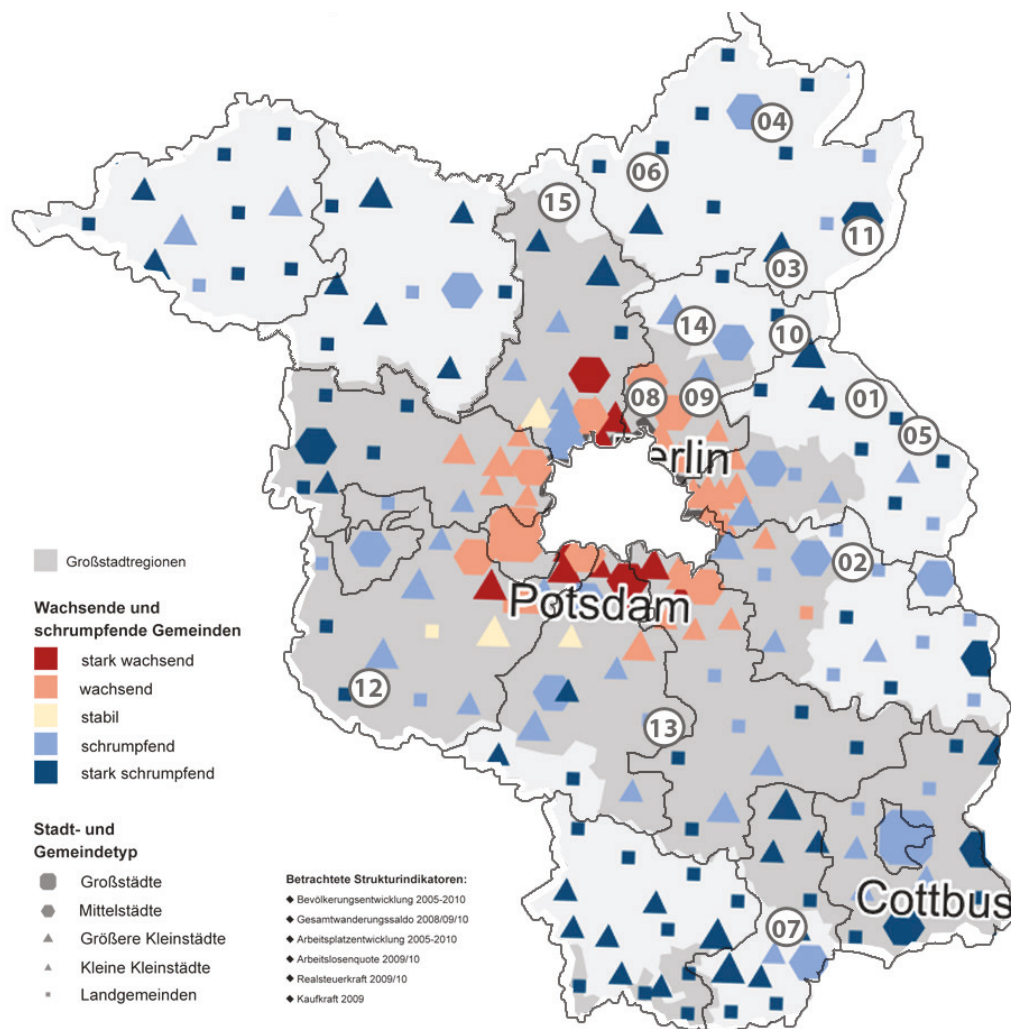 04
06
15
11
03
14
10
08
09
01
05
erlin
02
Potsdam
12
13
Cottbus
07
Großstadtregionen
Wachsende und
schrumpfende Gemeinden
stark wachsend
wachsend
stabil
schrumpfend
stark schrumpfend
Stadt- und
Gemeindetyp
Großstädte
Mittelstädte
Größere Kleinstädte
Kleine Kleinstädte
Landgemeinden
Betrachtete Strukturindikatoren:
Bevölkerungsentwicklung 2005-2010
Gesamtwanderungssaldo 2008/09/10
Arbeitsplatzentwicklung 2005-2010
Arbeitslosenquote 2009/10
Realsteuerkraft 2009/10
Kaufkraft 2009